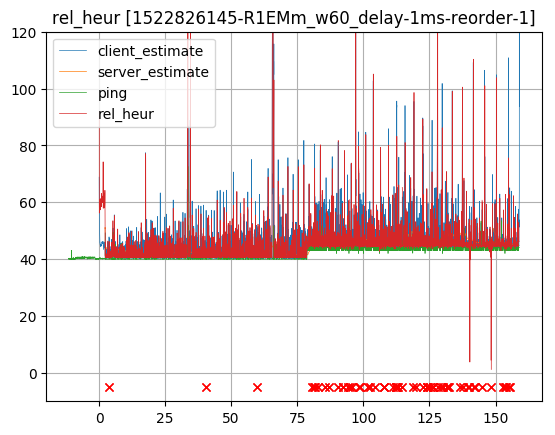 rel_heur [1522826145-R1EMm_w60_delay-1ms-reorder-1]
120
100
80
60
40
20
0
client_estimate
server_estimate
ping
rel_heur
0 25 50 75 100 125 150